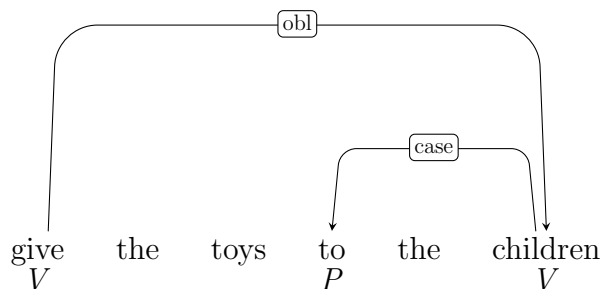 obl
case
give the toys to the children
V P V